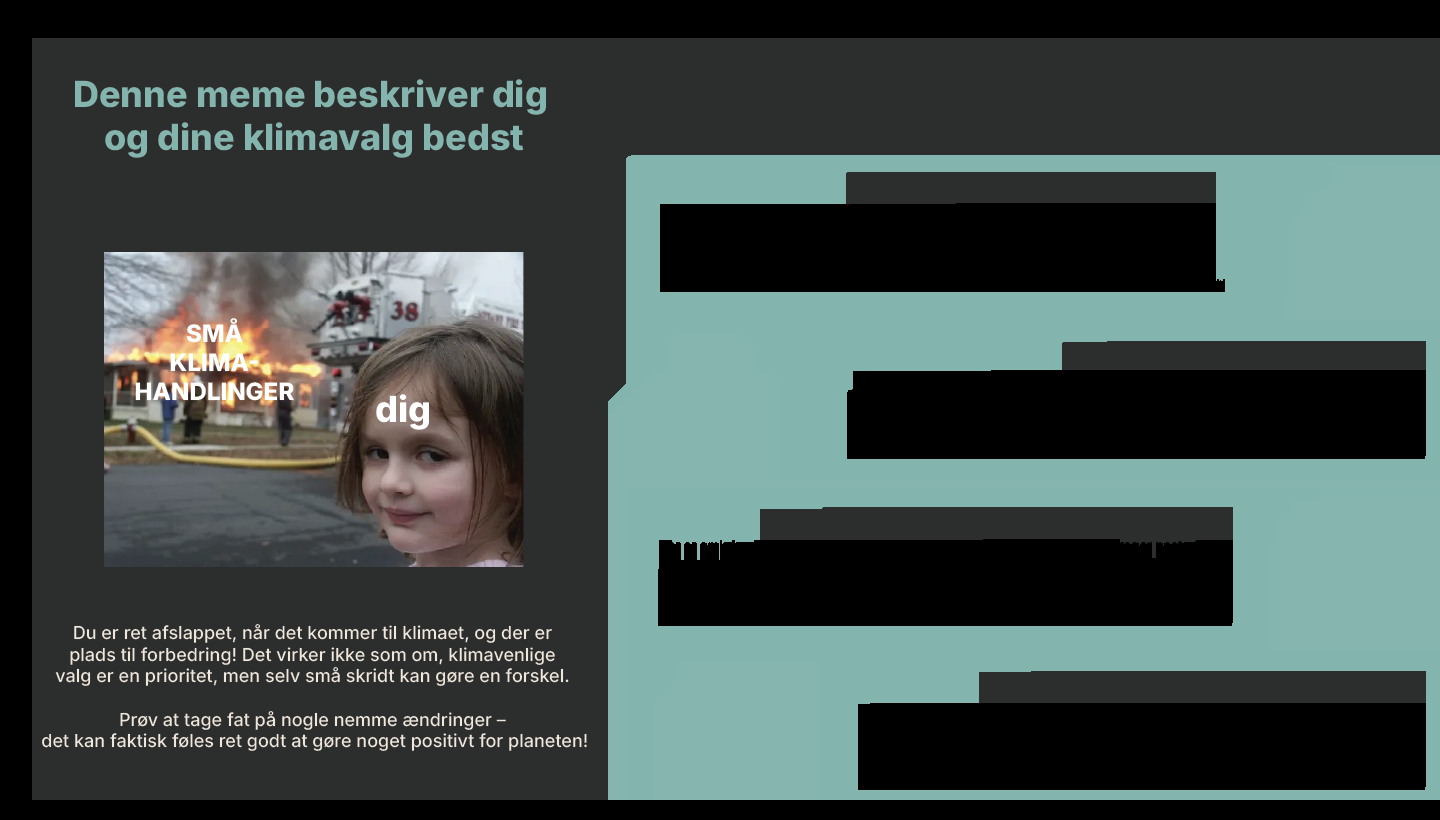 Denne meme beskriver dig
og dine klimavalg bedst
38
SMÅ
KLIMA-
HANDLINGER
dig
Du er ret afslappet, når det kommer til klimaet, og der er
plads til forbedring! Det virker ikke som om, klimavenlige
valg er en prioritet, men selv små skridt kan gøre en forskel.
Prøv at tage fat på nogle nemme ændringer –
det kan faktisk føles ret godt at gøre noget positivt for planeten!